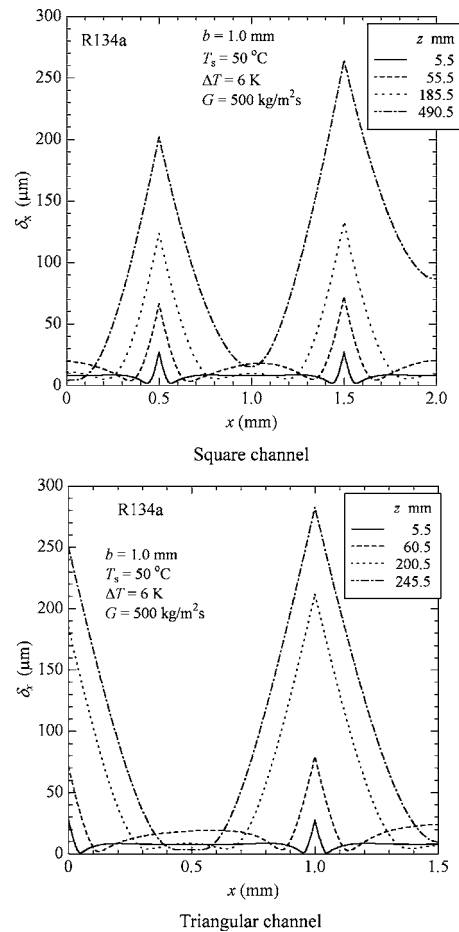 300
250
200
150
100
50
0
δx (μm)
R134a
b = 1.0 mm
Ts = 50 °C
ΔT = 6 K
G = 500 kg/m²s
z mm
5.5
55.5
185.5
490.5
0 0.5 1.0 1.5 2.0
x (mm)
Square channel
300
250
200
150
100
50
0
δx (μm)
R134a
b = 1.0 mm
Ts = 50 °C
ΔT = 6 K
G = 500 kg/m²s
z mm
5.5
60.5
200.5
245.5
0 0.5 1.0 1.5
x (mm)
Triangular channel